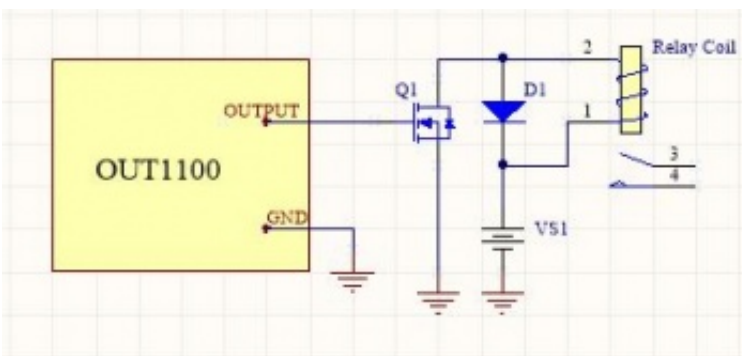 2
Relay Coil
Q1
D1
OUTPUT
1
OUT1100
3
4
GND
VS1